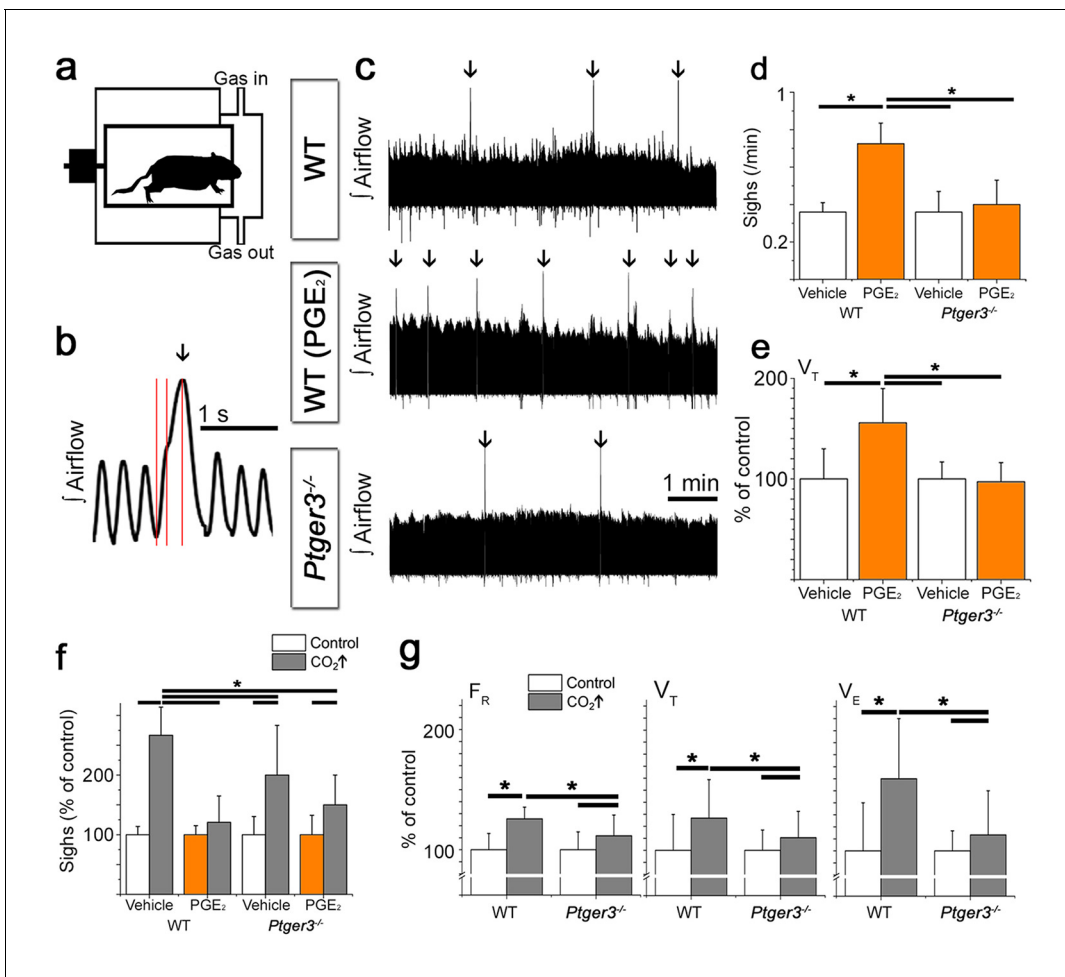 a
Gas in
Gas out
b
1 s
∫ Airflow
WT
WT (PGE₂)
Ptger3-/-
c
∫ Airflow
∫ Airflow
∫ Airflow
1 min
d
Sighs (/min)
1
0.2
Vehicle PGE₂ Vehicle PGE₂
WT Ptger3-/-
*
*
e
VT
% of control
200
100
*
*
Vehicle PGE₂ Vehicle PGE₂
WT Ptger3-/-
f
Control
CO₂↑
Sighs (% of control)
200
100
*
Vehicle PGE₂ Vehicle PGE₂
WT Ptger3-/-
g
Control
CO₂↑
% of control
200
100
FR
*
*
WT Ptger3-/-
VT
*
*
WT Ptger3-/-
VE
*
*
WT Ptger3-/-